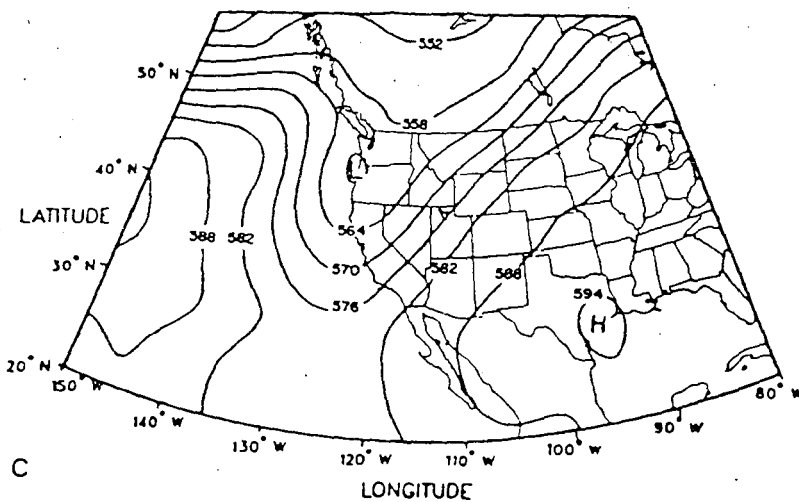 552
50° N
558
40° N
LATITUDE
588 582
564
30° N
570
582
588
576
594
H
20° N
150° W
140° W
130° W
120° W
110° W
100° W
90° W
80° W
C
LONGITUDE